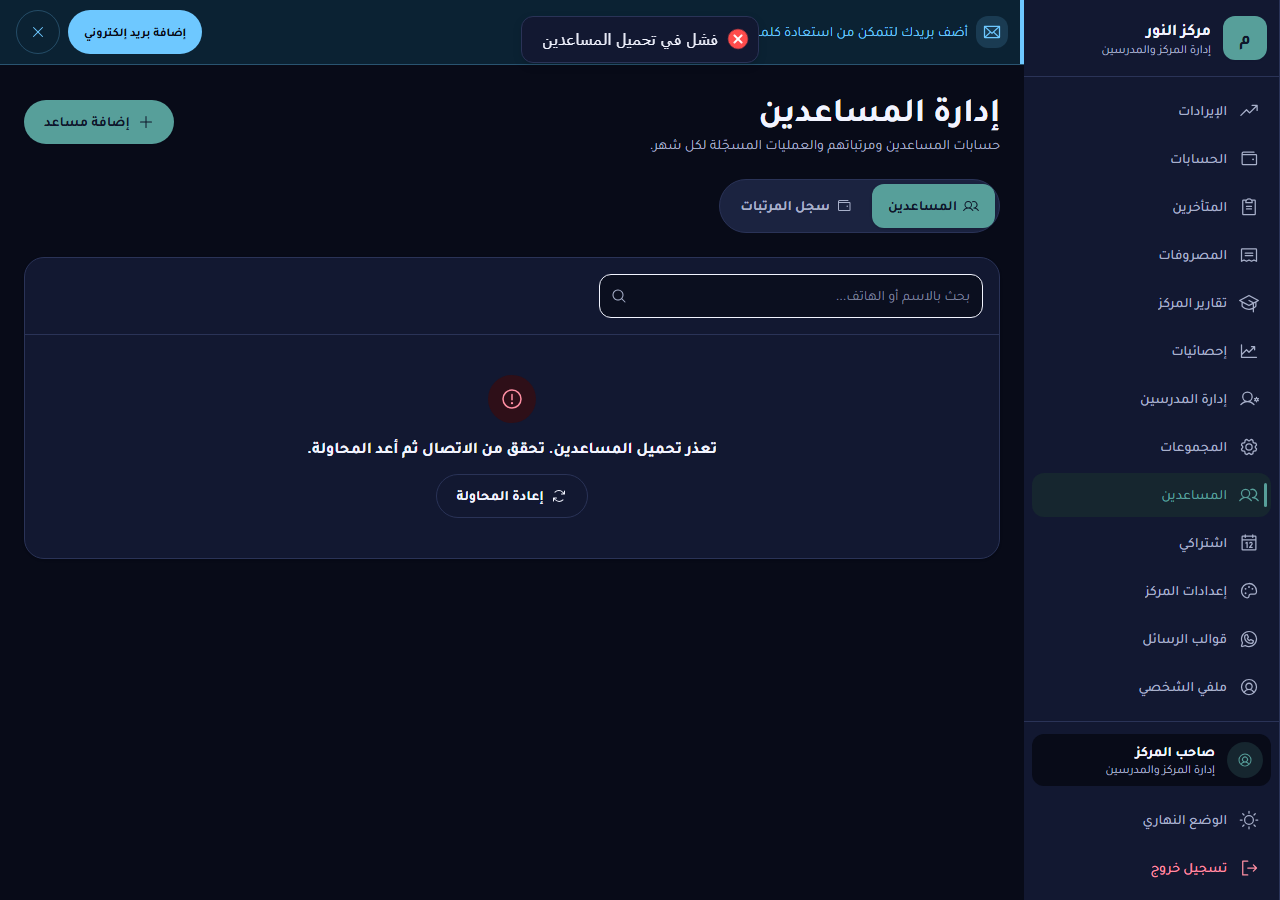 مركز النور
إدارة المركز والمدرسين
م
الإيرادات
الحسابات
المتأخرين
المصروفات
تقارير المركز
إحصائيات
إدارة المدرسين
المجموعات
المساعدين
اشتراكي
12
إعدادات المركز
قوالب الرسائل
ملفي الشخصي
صاحب المركز
إدارة المركز والمدرسين
الوضع النهاري
تسجيل خروج
أضف بريدك لتتمكن من استعادة كلمة
فشل في تحميل المساعدين
إضافة بريد إلكتروني
إدارة المساعدين
حسابات المساعدين ومرتباتهم والعمليات المسجّلة لكل شهر.
إضافة مساعد
المساعدين
سجل المرتبات
بحث بالاسم أو الهاتف...
تعذر تحميل المساعدين. تحقق من الاتصال ثم أعد المحاولة.
إعادة المحاولة